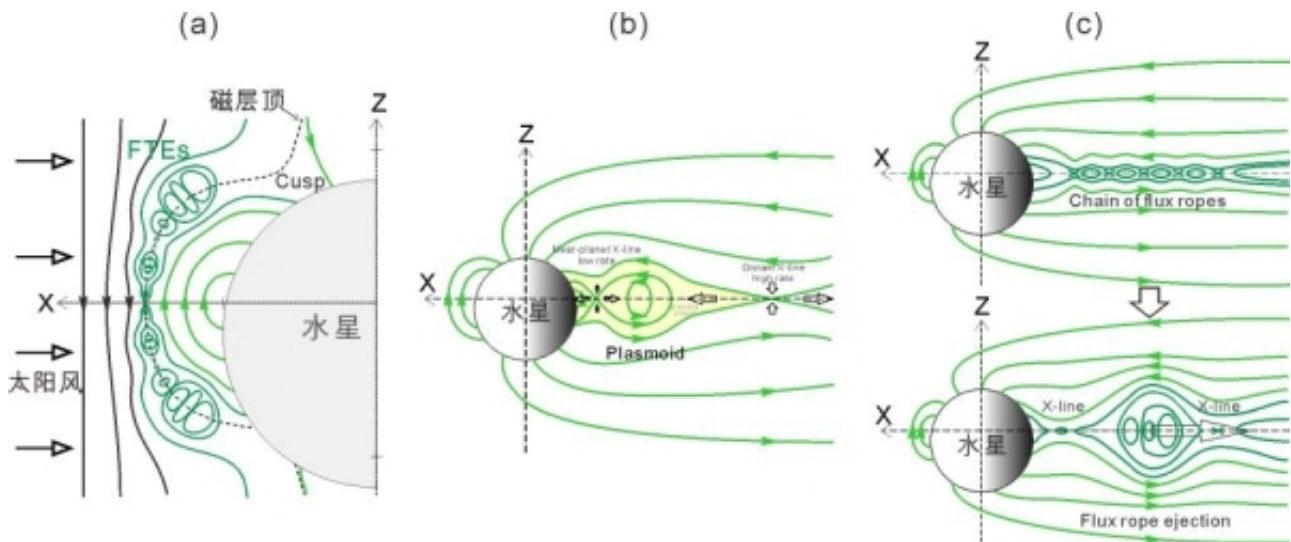 (a)
磁层顶
Z
FTEs
Cusp
X
水星
太阳风
(b)
Z
Near-planet X-line
low rate
Distant X-line
high rate
X
水星
Plasmoid
(c)
Z
X
水星
Chain of flux ropes
Z
X
X-line
X-line
水星
Flux rope ejection